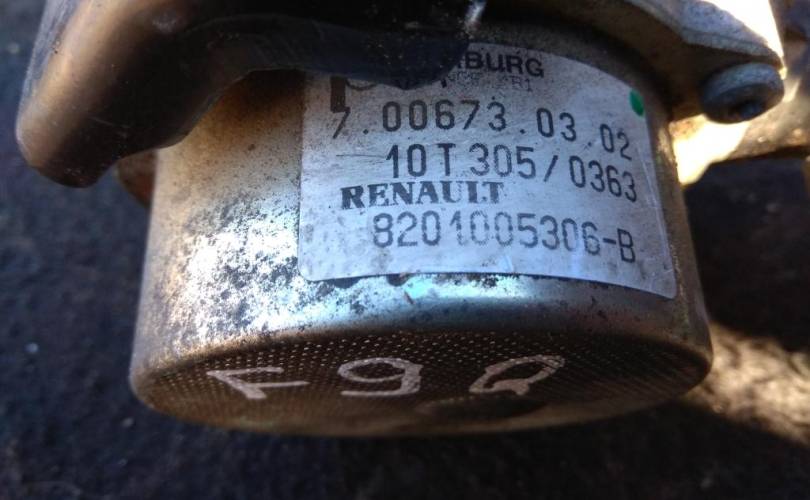 BURG
7.00673.03.02
10T305/0363
RENAULT
8201005306-B
F9Q